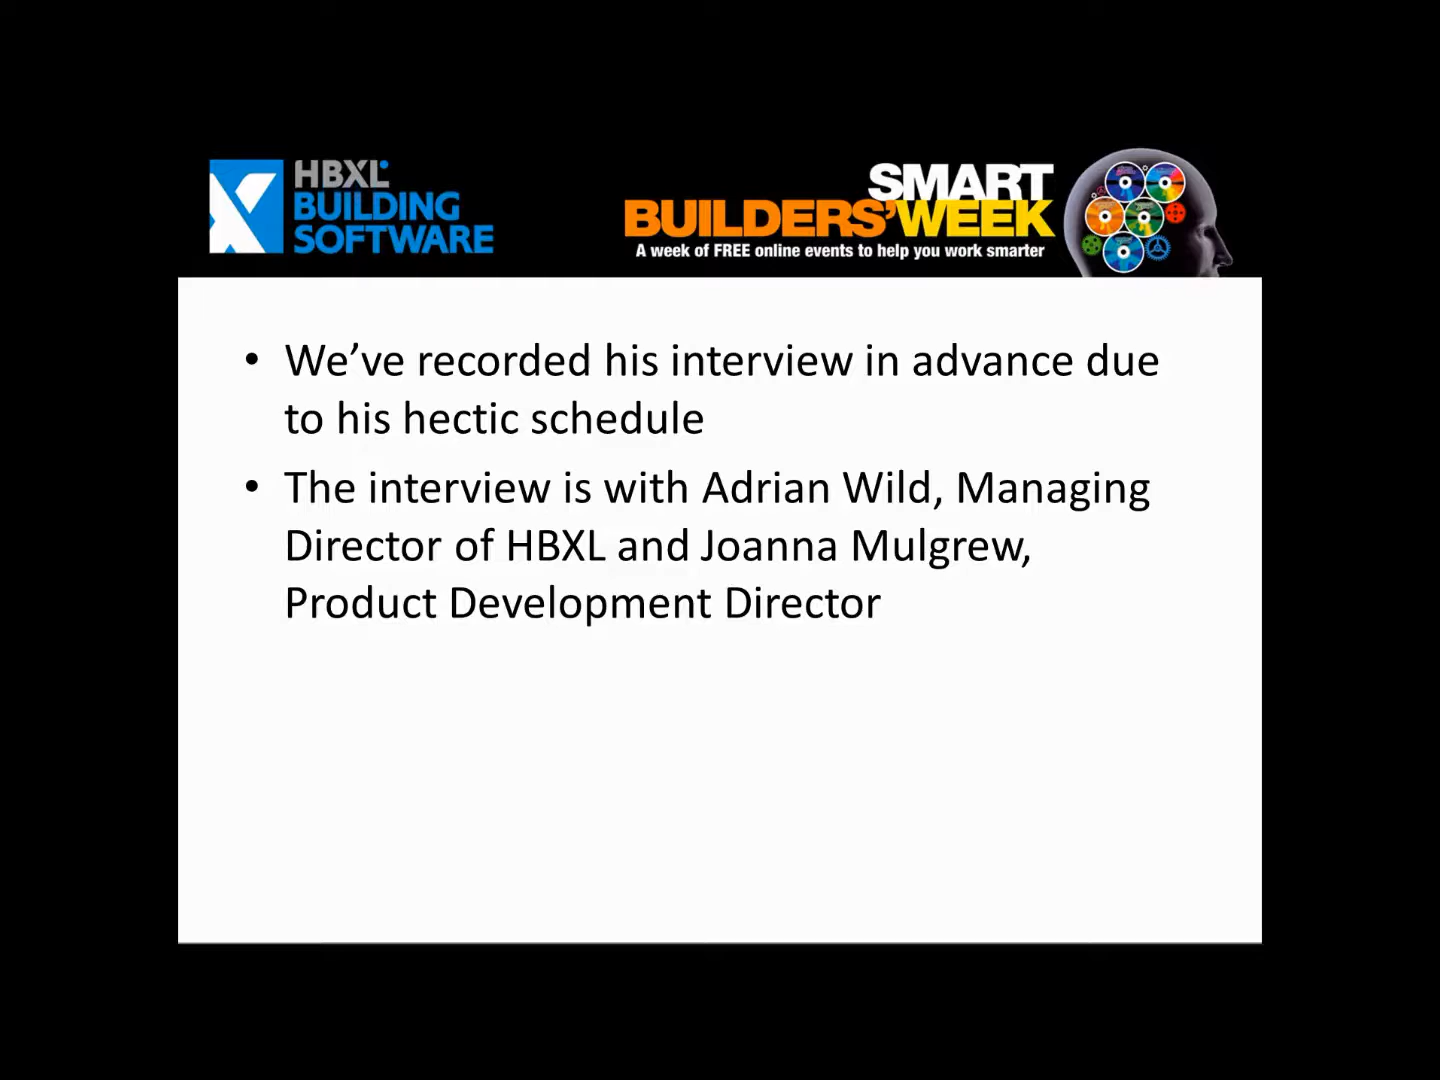 HBXL
BUILDING
SOFTWARE
SMART
BUILDERS'WEEK
A week of FREE online events to help you work smarter
• We’ve recorded his interview in advance due
to his hectic schedule
• The interview is with Adrian Wild, Managing
Director of HBXL and Joanna Mulgrew,
Product Development Director